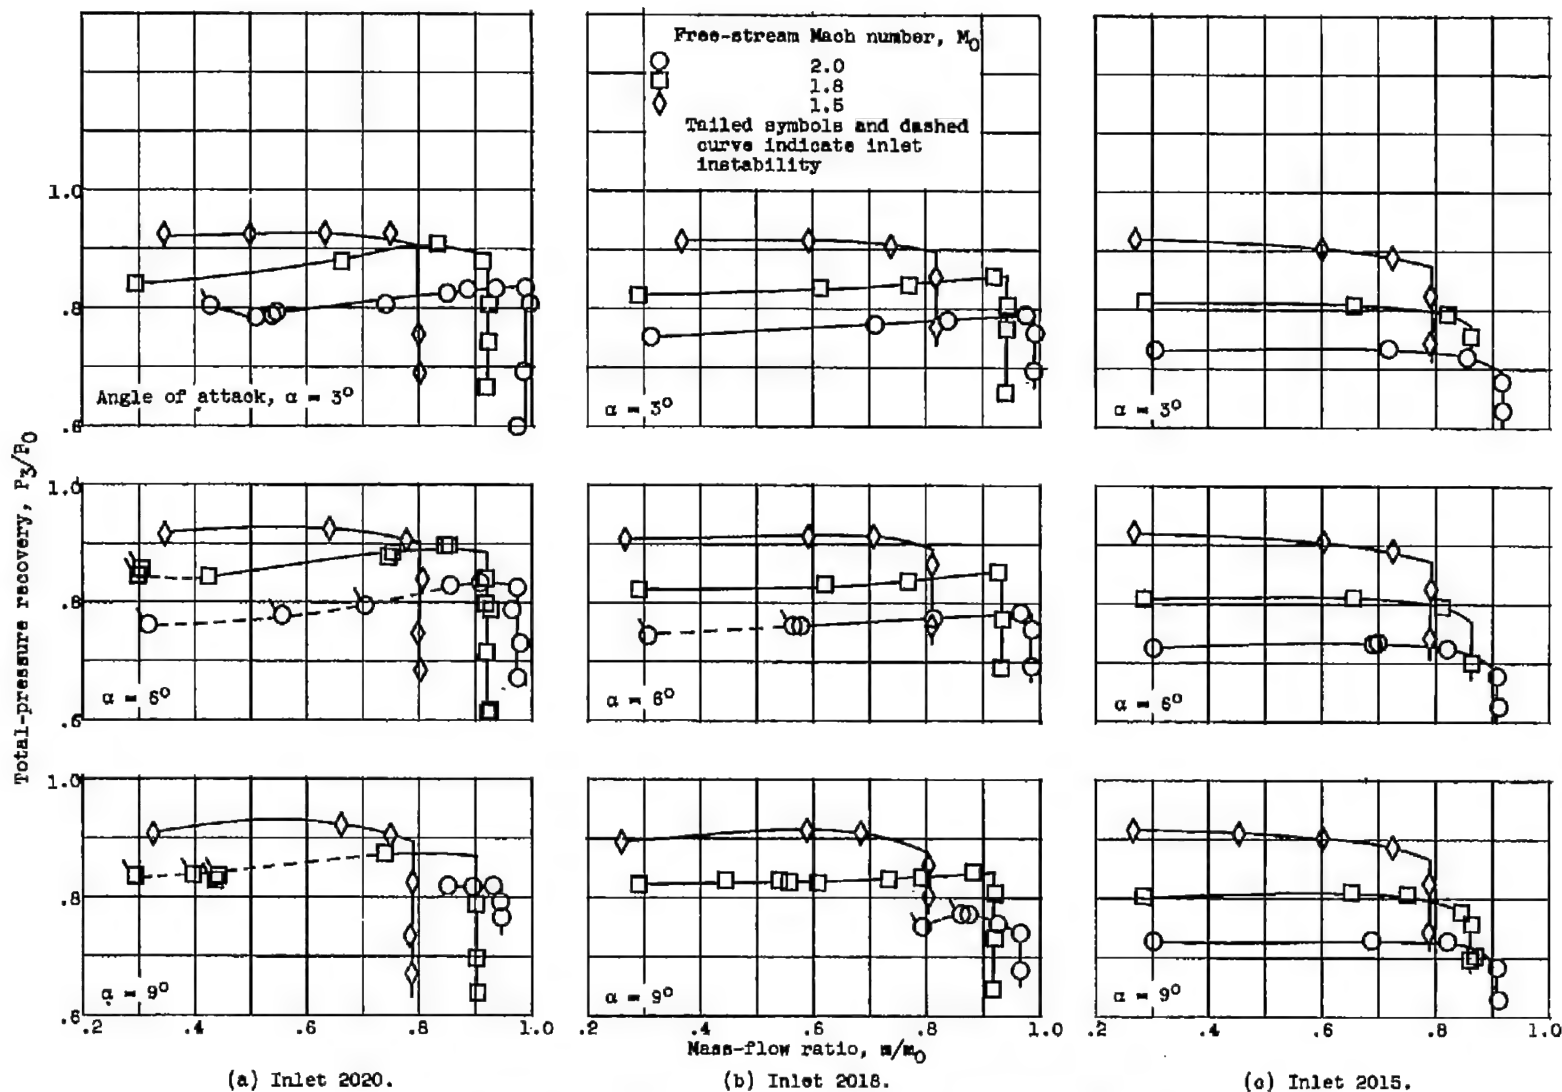 Free-stream Mach number, M0
2.0
1.8
1.5
Tailed symbols and dashed
curve indicate inlet
instability
Total-pressure recovery, P3/P0
1.0
.8
.6
Angle of attack, α = 3°
α = 3°
α = 3°
1.0
.8
.6
α = 6°
α = 6°
α = 6°
1.0
.8
.6
α = 9°
α = 9°
α = 9°
.2 .4 .6 .8 1.0
.2 .4 .6 .8 1.0
.2 .4 .6 .8 1.0
Mass-flow ratio, m/m0
(a) Inlet 2020.
(b) Inlet 2018.
(c) Inlet 2015.